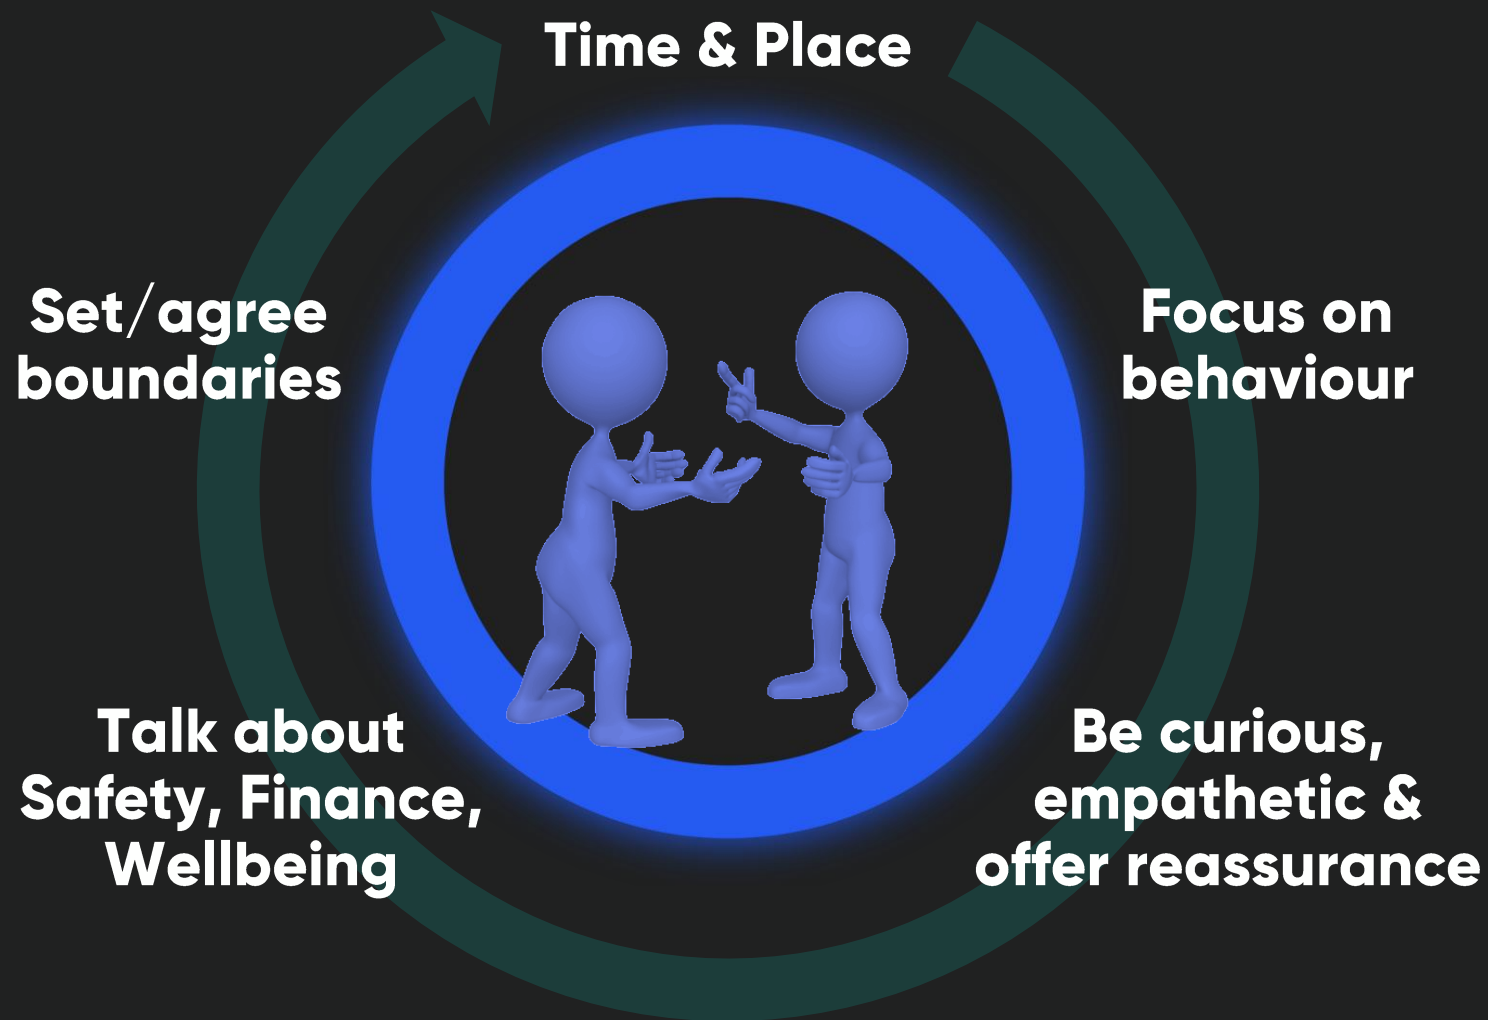 Time & Place
Focus on
behaviour
Be curious,
empathetic &
offer reassurance
Talk about
Safety, Finance,
Wellbeing
Set/agree
boundaries